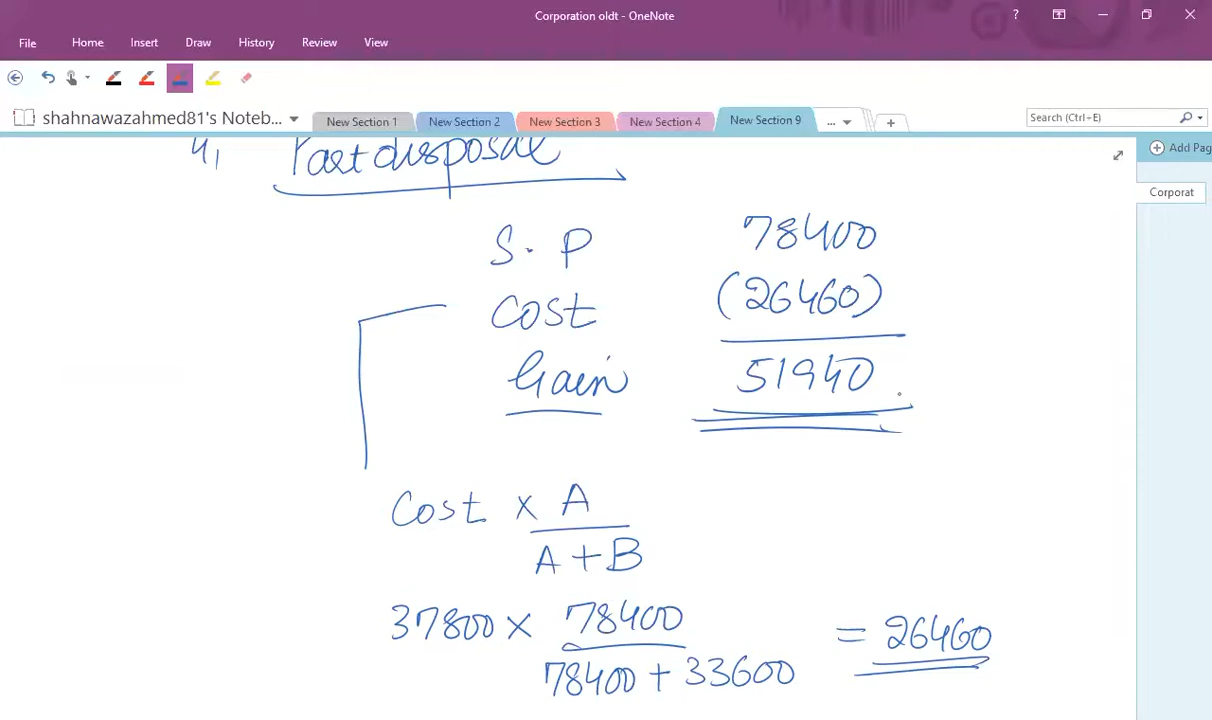 Corporation oldt - OneNote
?
File Home Insert Draw History Review View
shahnawazahmed81's Noteb... New Section 1 New Section 2 New Section 3 New Section 4 New Section 9 ... + Search (Ctrl+E)
4, Part disposal
Add Pag
Corporat
S.P 78400
Cost (26460)
Gain 51940
Cost x A
A+B
37800 x 78400 = 26460
78400 + 33600